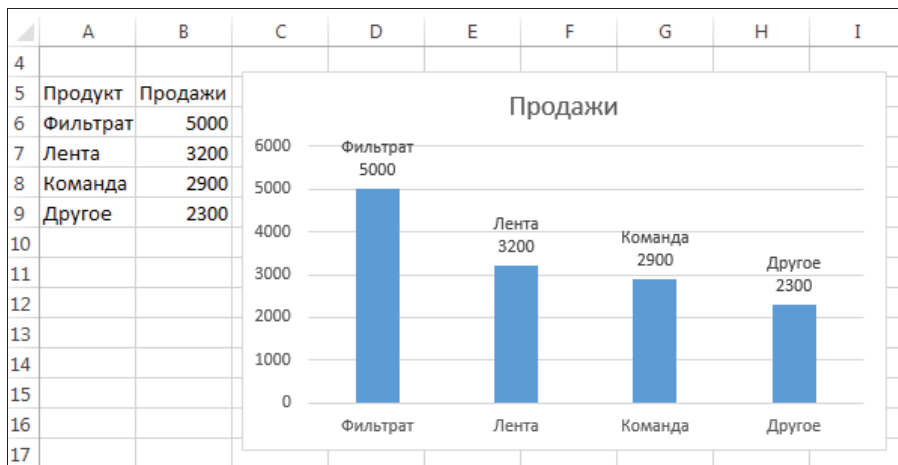 A B C D E F G H I
4
5 Продукт Продажи
6 Фильтрат 5000
7 Лента 3200
8 Команда 2900
9 Другое 2300
10
11
12
13
14
15
16
17
Продажи
6000
5000
4000
3000
2000
1000
0
Фильтрат
5000
Лента
3200
Команда
2900
Другое
2300
Фильтрат Лента Команда Другое